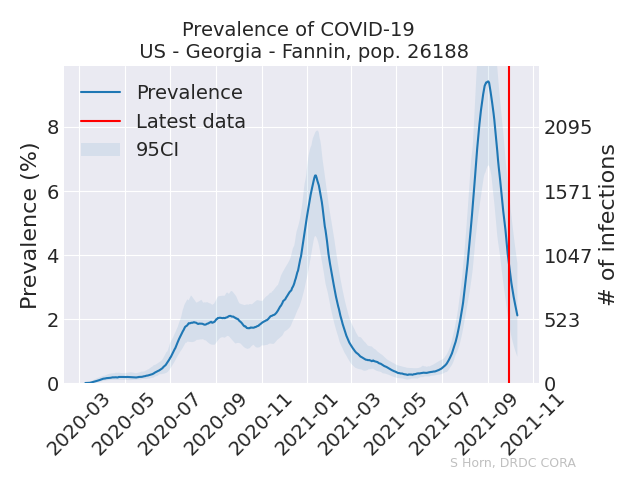 Prevalence of COVID-19
US - Georgia - Fannin, pop. 26188
Prevalence
Latest data
95CI
Prevalence (%)
8
6
4
2
0
2095
1571
1047
523
0
# of infections
2020-03
2020-05
2020-07
2020-09
2020-11
2021-01
2021-03
2021-05
2021-07
2021-09
2021-11
S Horn, DRDC CORA